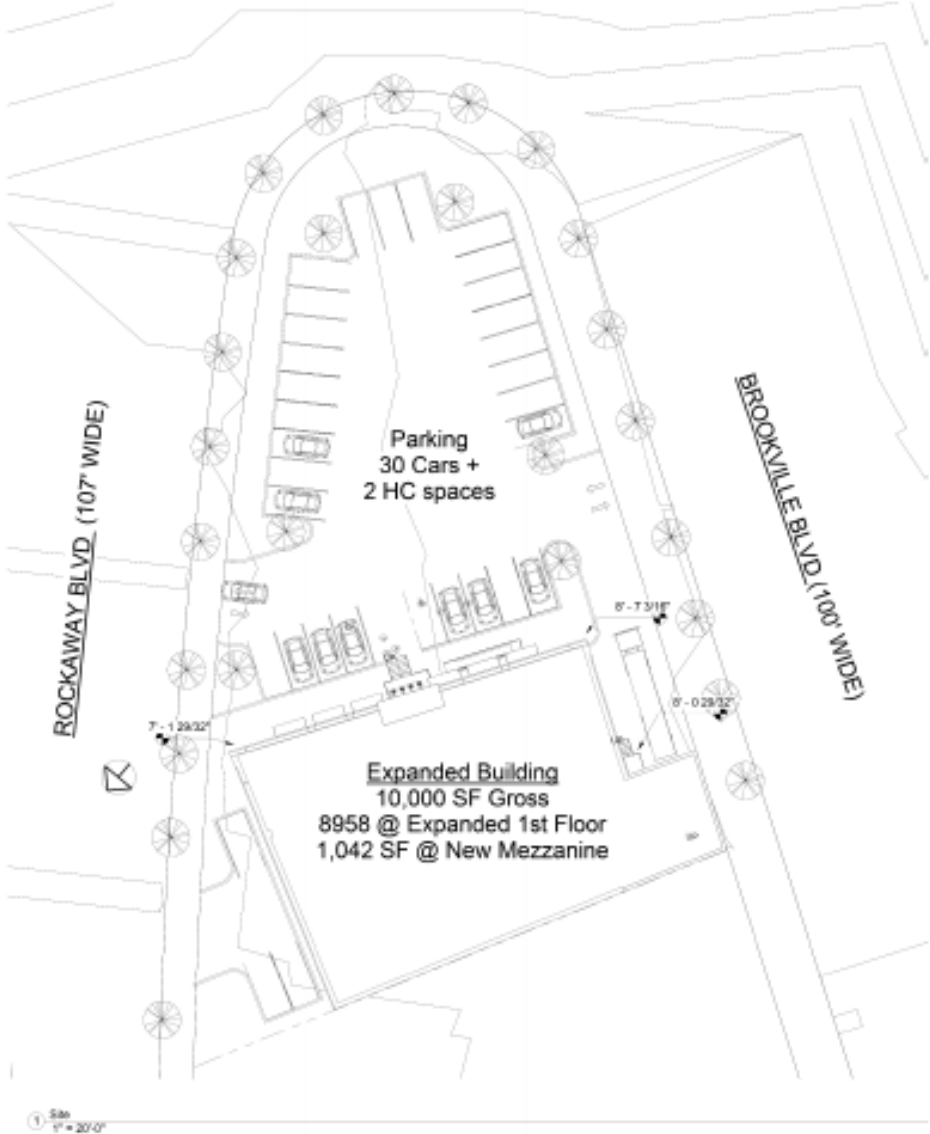 BROOKVILLE BLVD (100' WIDE)
ROCKAWAY BLVD (107' WIDE)
Parking
30 Cars +
2 HC spaces
8' - 7 3/16"
8' - 0 29/32"
7' - 1 29/32"
Expanded Building
10,000 SF Gross
8958 @ Expanded 1st Floor
1,042 SF @ New Mezzanine
1
Site
1" = 20'-0"